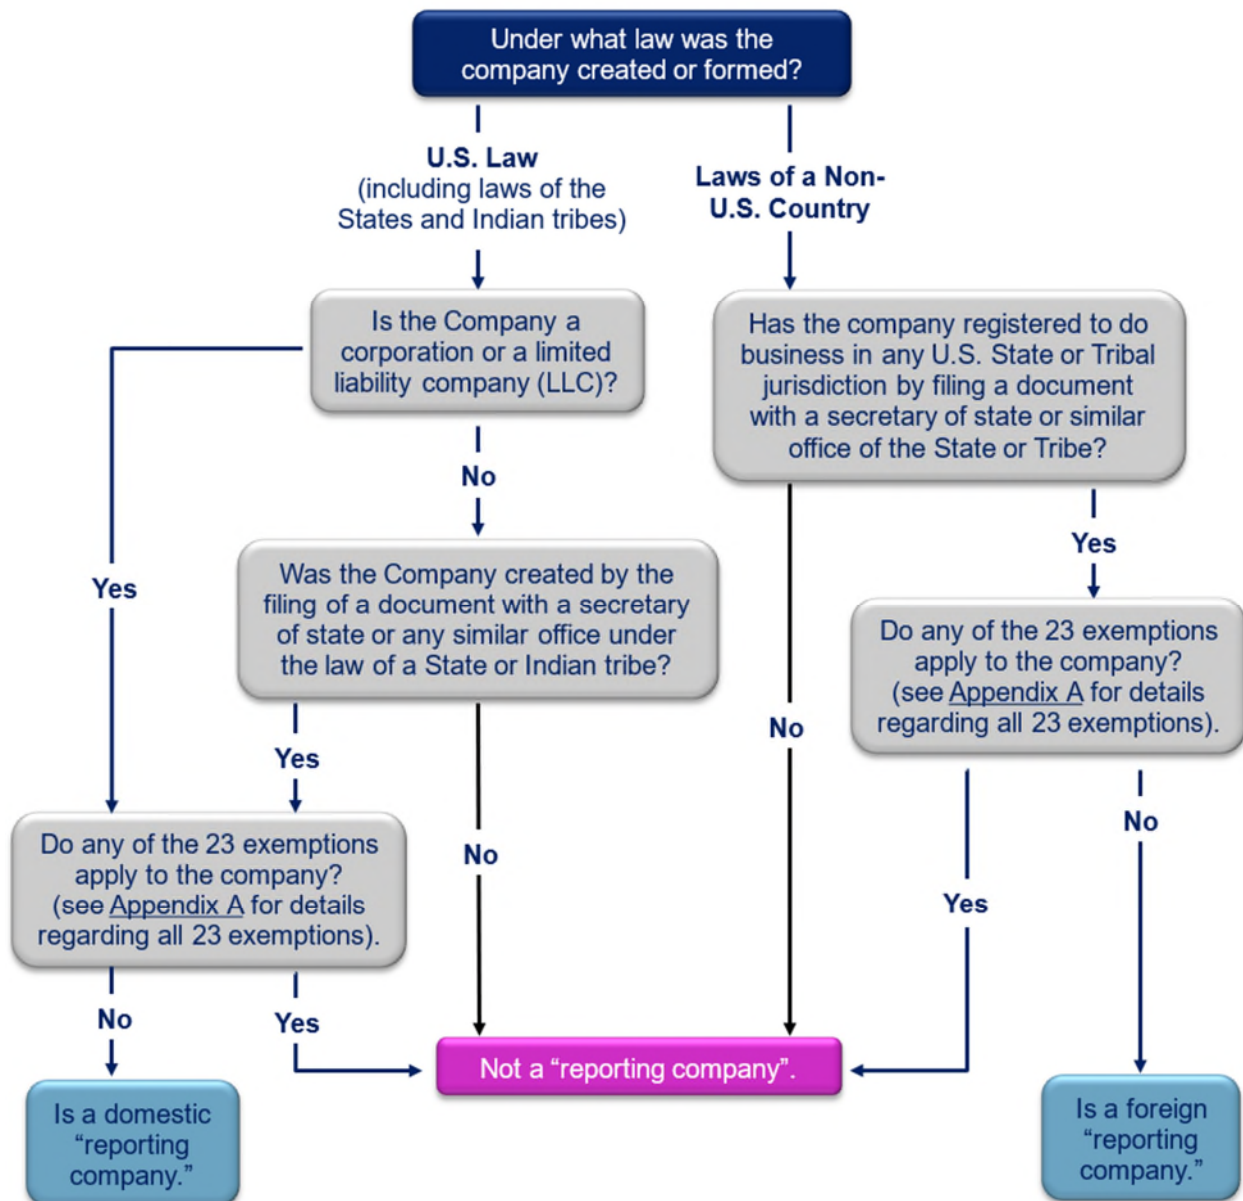 Under what law was the
company created or formed?
U.S. Law
(including laws of the
States and Indian tribes)
Laws of a Non-
U.S. Country
Is the Company a
corporation or a limited
liability company (LLC)?
Has the company registered to do
business in any U.S. State or Tribal
jurisdiction by filing a document
with a secretary of state or similar
office of the State or Tribe?
No
Yes
Yes
Was the Company created by the
filing of a document with a secretary
of state or any similar office under
the law of a State or Indian tribe?
Do any of the 23 exemptions
apply to the company?
(see Appendix A for details
regarding all 23 exemptions).
No
Yes
No
No
Do any of the 23 exemptions
apply to the company?
(see Appendix A for details
regarding all 23 exemptions).
Yes
No
Yes
Not a “reporting company”.
Is a domestic
“reporting
company.”
Is a foreign
“reporting
company.”